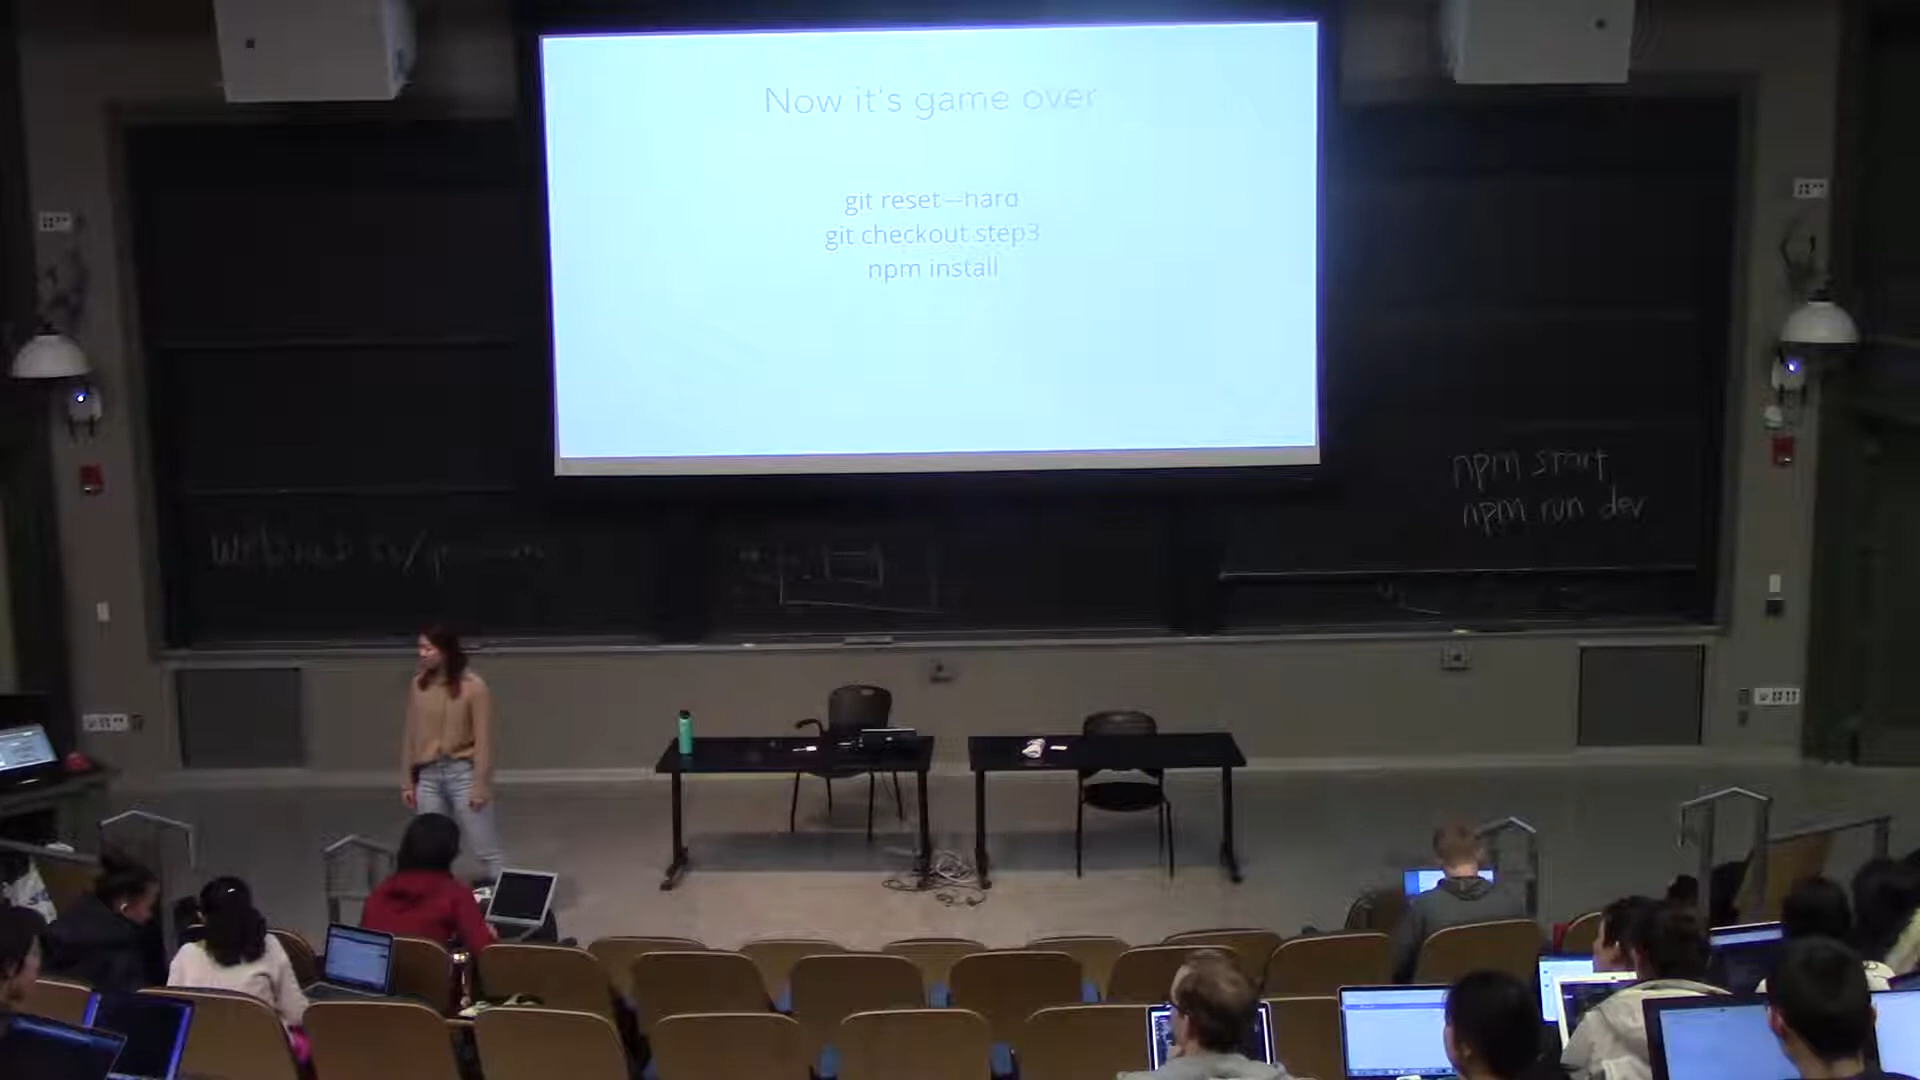 Now it's game over
git reset --hard
git checkout step3
npm install
npm start
npm run dev